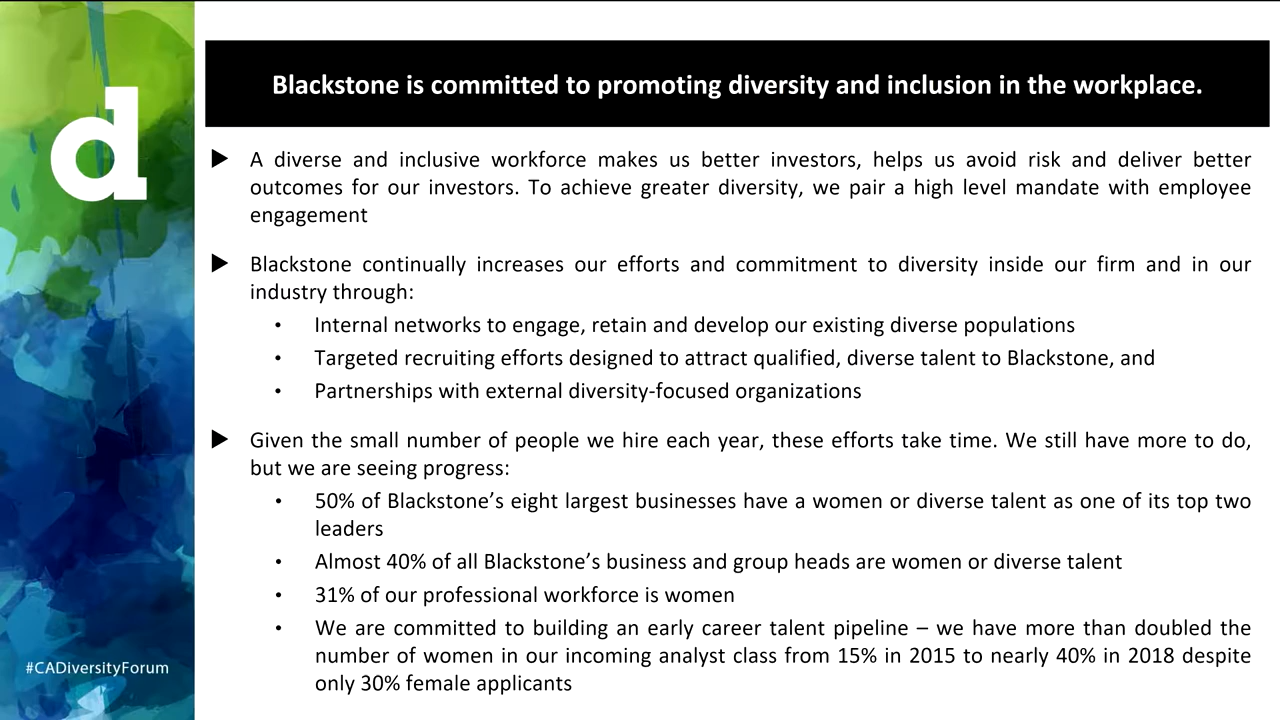 Blackstone is committed to promoting diversity and inclusion in the workplace.
d
A diverse and inclusive workforce makes us better investors, helps us avoid risk and deliver better
outcomes for our investors. To achieve greater diversity, we pair a high level mandate with employee
engagement
Blackstone continually increases our efforts and commitment to diversity inside our firm and in our
industry through:
• Internal networks to engage, retain and develop our existing diverse populations
• Targeted recruiting efforts designed to attract qualified, diverse talent to Blackstone, and
• Partnerships with external diversity-focused organizations
Given the small number of people we hire each year, these efforts take time. We still have more to do,
but we are seeing progress:
• 50% of Blackstone’s eight largest businesses have a women or diverse talent as one of its top two
leaders
• Almost 40% of all Blackstone’s business and group heads are women or diverse talent
• 31% of our professional workforce is women
• We are committed to building an early career talent pipeline – we have more than doubled the
number of women in our incoming analyst class from 15% in 2015 to nearly 40% in 2018 despite
only 30% female applicants
#CADiversityForum